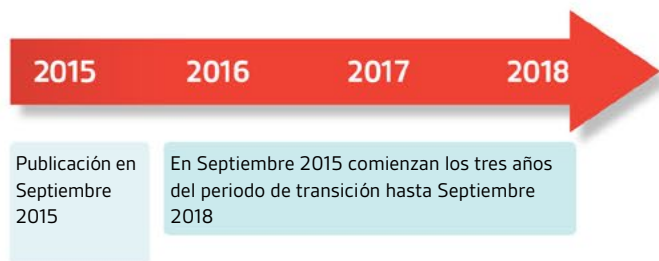 2015 2016 2017 2018
Publicación en
Septiembre
2015
En Septiembre 2015 comienzan los tres años
del periodo de transición hasta Septiembre
2018